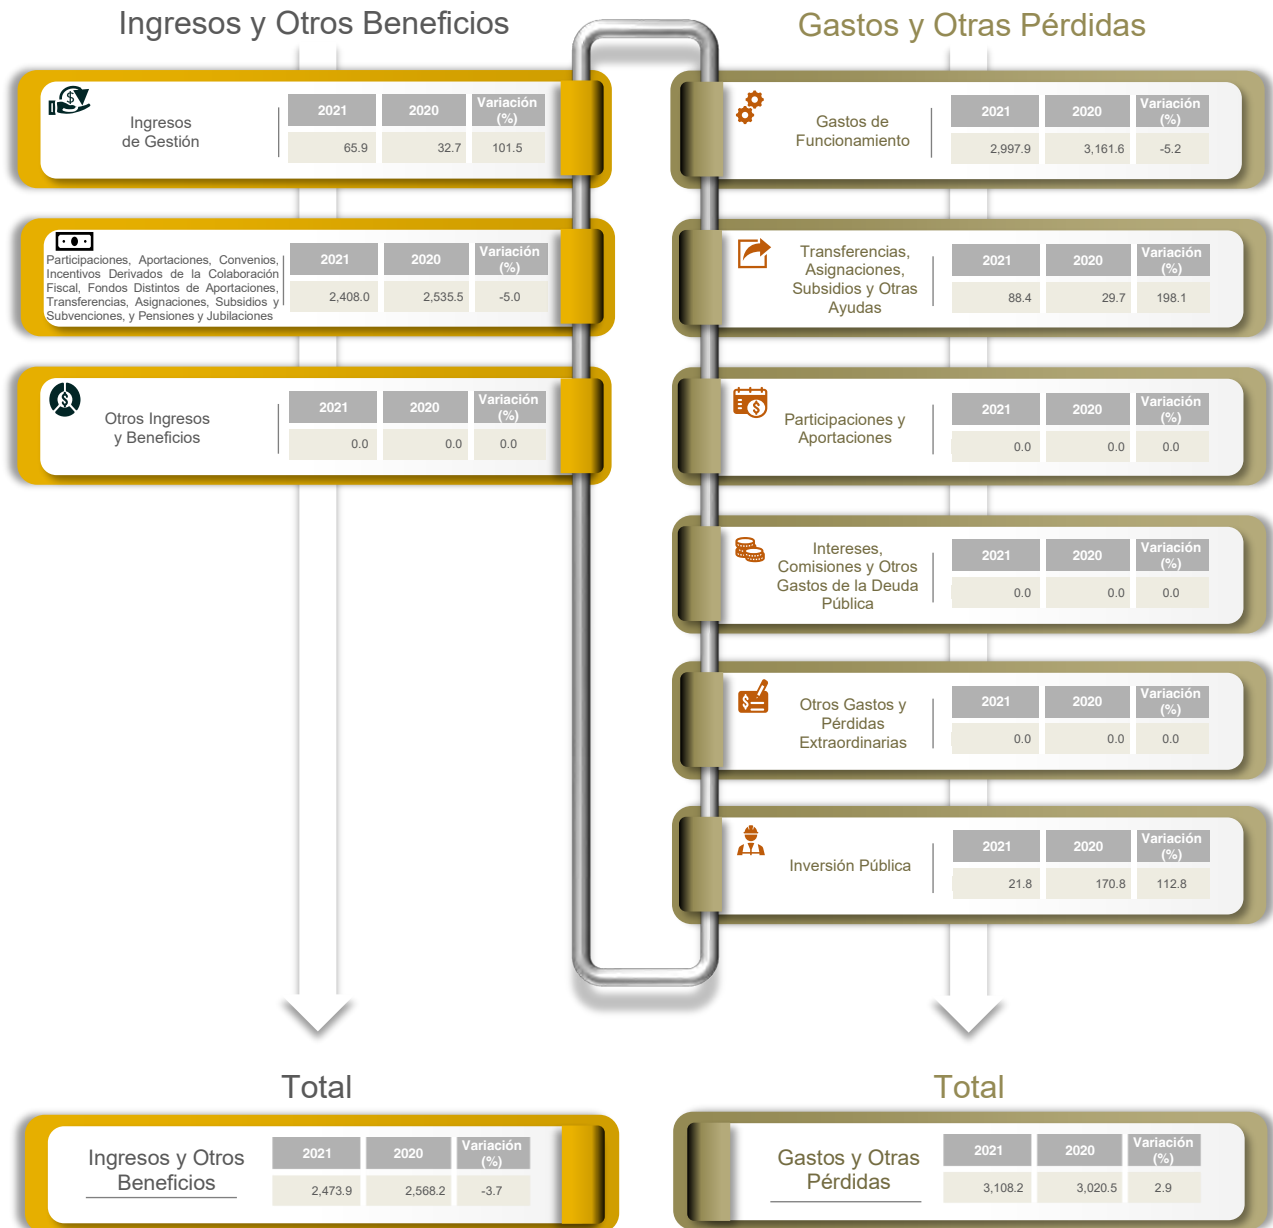 Ingresos y Otros Beneficios
Ingresos
de Gestión
2021 2020 Variación
(%)
65.9 32.7 101.5
Participaciones, Aportaciones, Convenios,
Incentivos Derivados de la Colaboración
Fiscal, Fondos Distintos de Aportaciones,
Transferencias, Asignaciones, Subsidios y
Subvenciones, y Pensiones y Jubilaciones
2021 2020 Variación
(%)
2,408.0 2,535.5 -5.0
Otros Ingresos
y Beneficios
2021 2020 Variación
(%)
0.0 0.0 0.0
Total
Ingresos y Otros
Beneficios
2021 2020 Variación
(%)
2,473.9 2,568.2 -3.7
Gastos y Otras Pérdidas
Gastos de
Funcionamiento
2021 2020 Variación
(%)
2,997.9 3,161.6 -5.2
Transferencias,
Asignaciones,
Subsidios y Otras
Ayudas
2021 2020 Variación
(%)
88.4 29.7 198.1
Participaciones y
Aportaciones
2021 2020 Variación
(%)
0.0 0.0 0.0
Intereses,
Comisiones y Otros
Gastos de la Deuda
Pública
2021 2020 Variación
(%)
0.0 0.0 0.0
Otros Gastos y
Pérdidas
Extraordinarias
2021 2020 Variación
(%)
0.0 0.0 0.0
Inversión Pública
2021 2020 Variación
(%)
21.8 170.8 112.8
Total
Gastos y Otras
Pérdidas
2021 2020 Variación
(%)
3,108.2 3,020.5 2.9